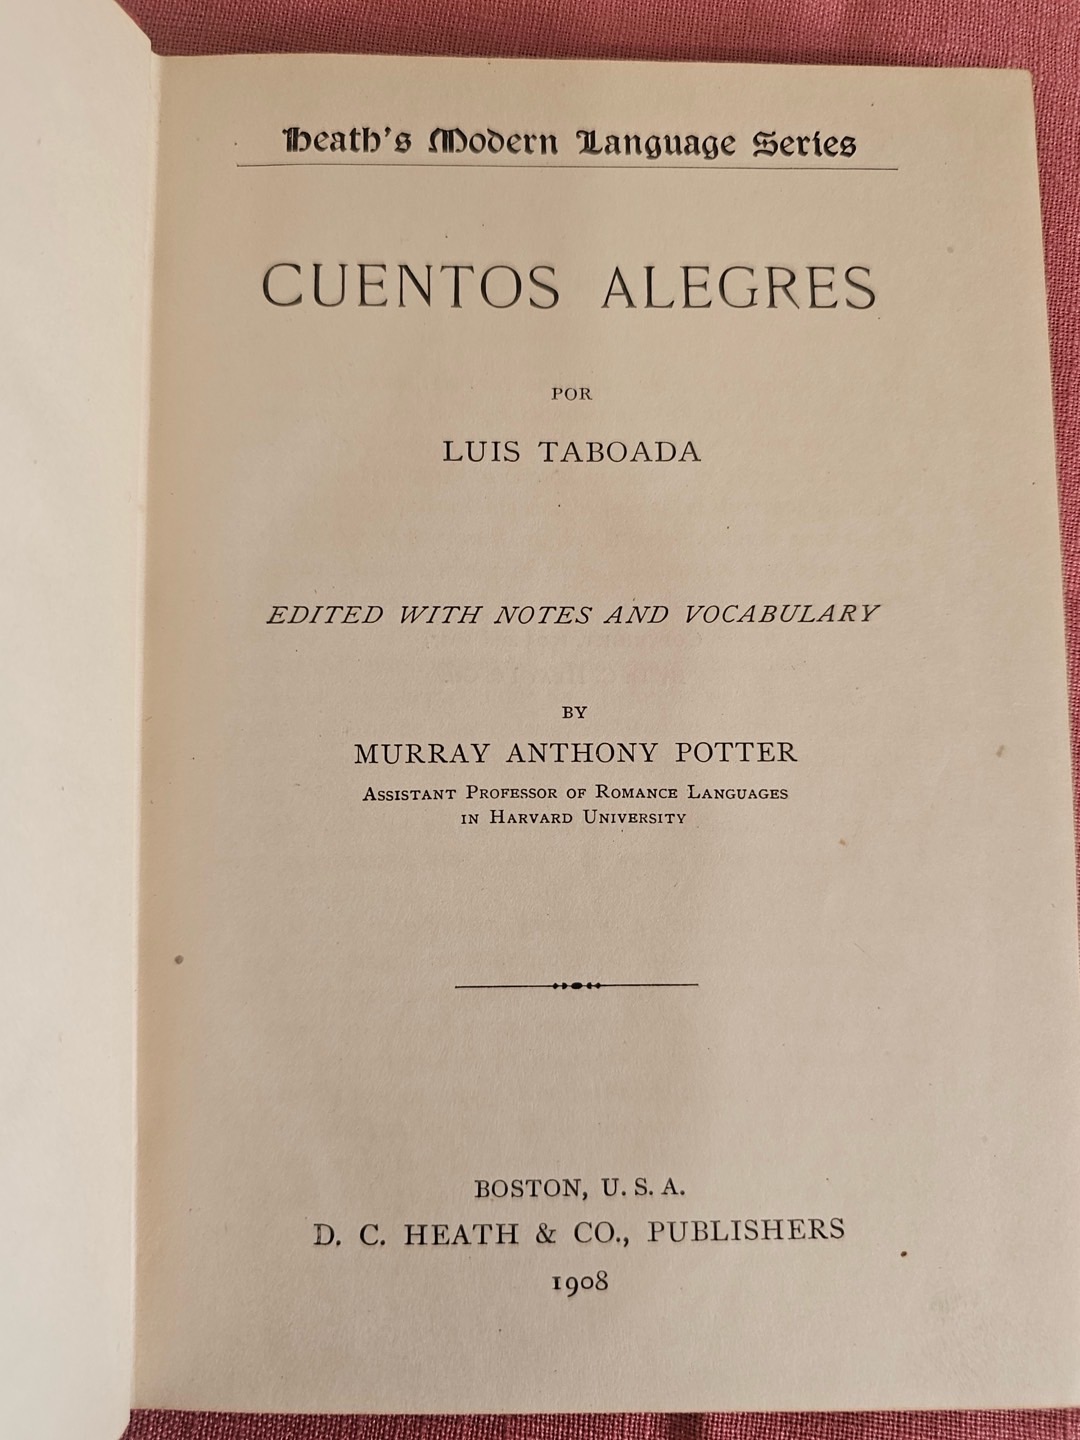 Heath's Modern Language Series
CUENTOS ALEGRES
POR
LUIS TABOADA
EDITED WITH NOTES AND VOCABULARY
BY
MURRAY ANTHONY POTTER
ASSISTANT PROFESSOR OF ROMANCE LANGUAGES
IN HARVARD UNIVERSITY
BOSTON, U. S. A.
D. C. HEATH & CO., PUBLISHERS
1908